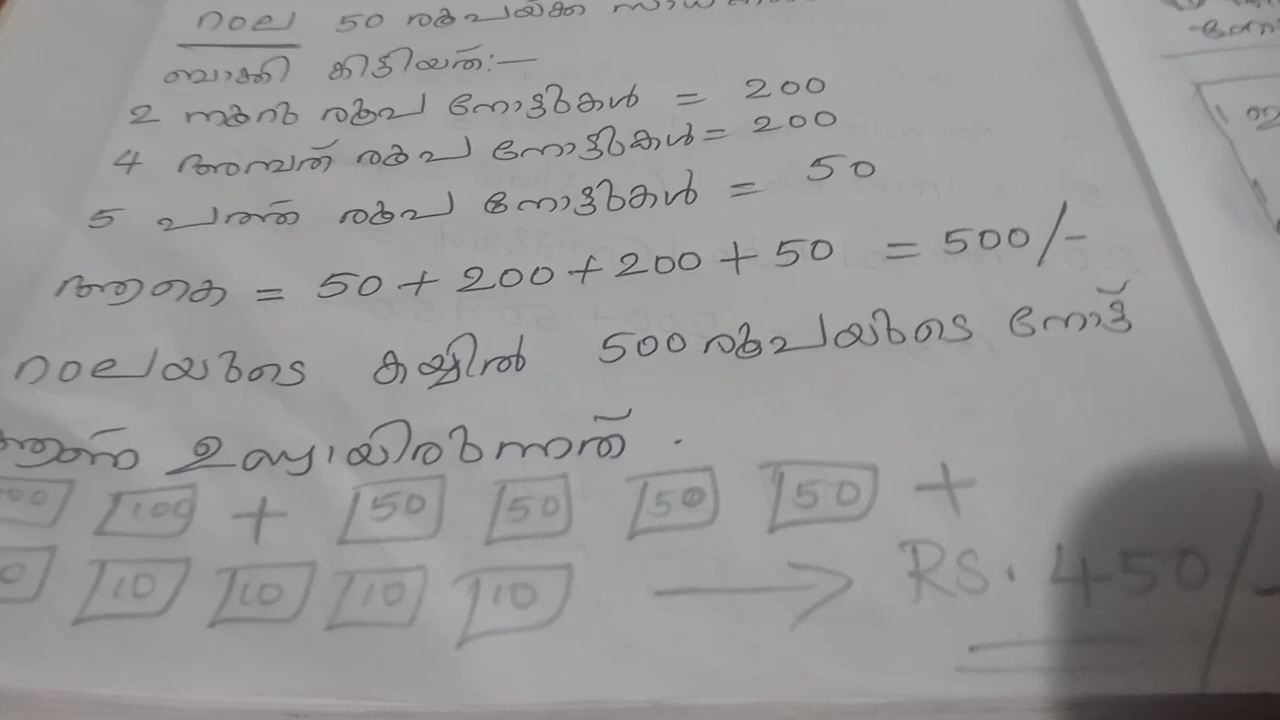 റംല 50 രൂപയ്ക്ക
ബാക്കി കിട്ടിയത്:-
2 നൂറു രൂപ നോട്ടുകൾ = 200
4 അമ്പത് രൂപ നോട്ടുകൾ = 200
5 പത്ത് രൂപ നോട്ടുകൾ = 50
ആകെ = 50 + 200 + 200 + 50 = 500/-
റംലയുടെ കയ്യിൽ 500 രൂപയുടെ നോട്ട്
ആണ് ഉണ്ടായിരുന്നത്.
100 + 50 50 50 50 +
10 10 10 10 → RS. 450/-